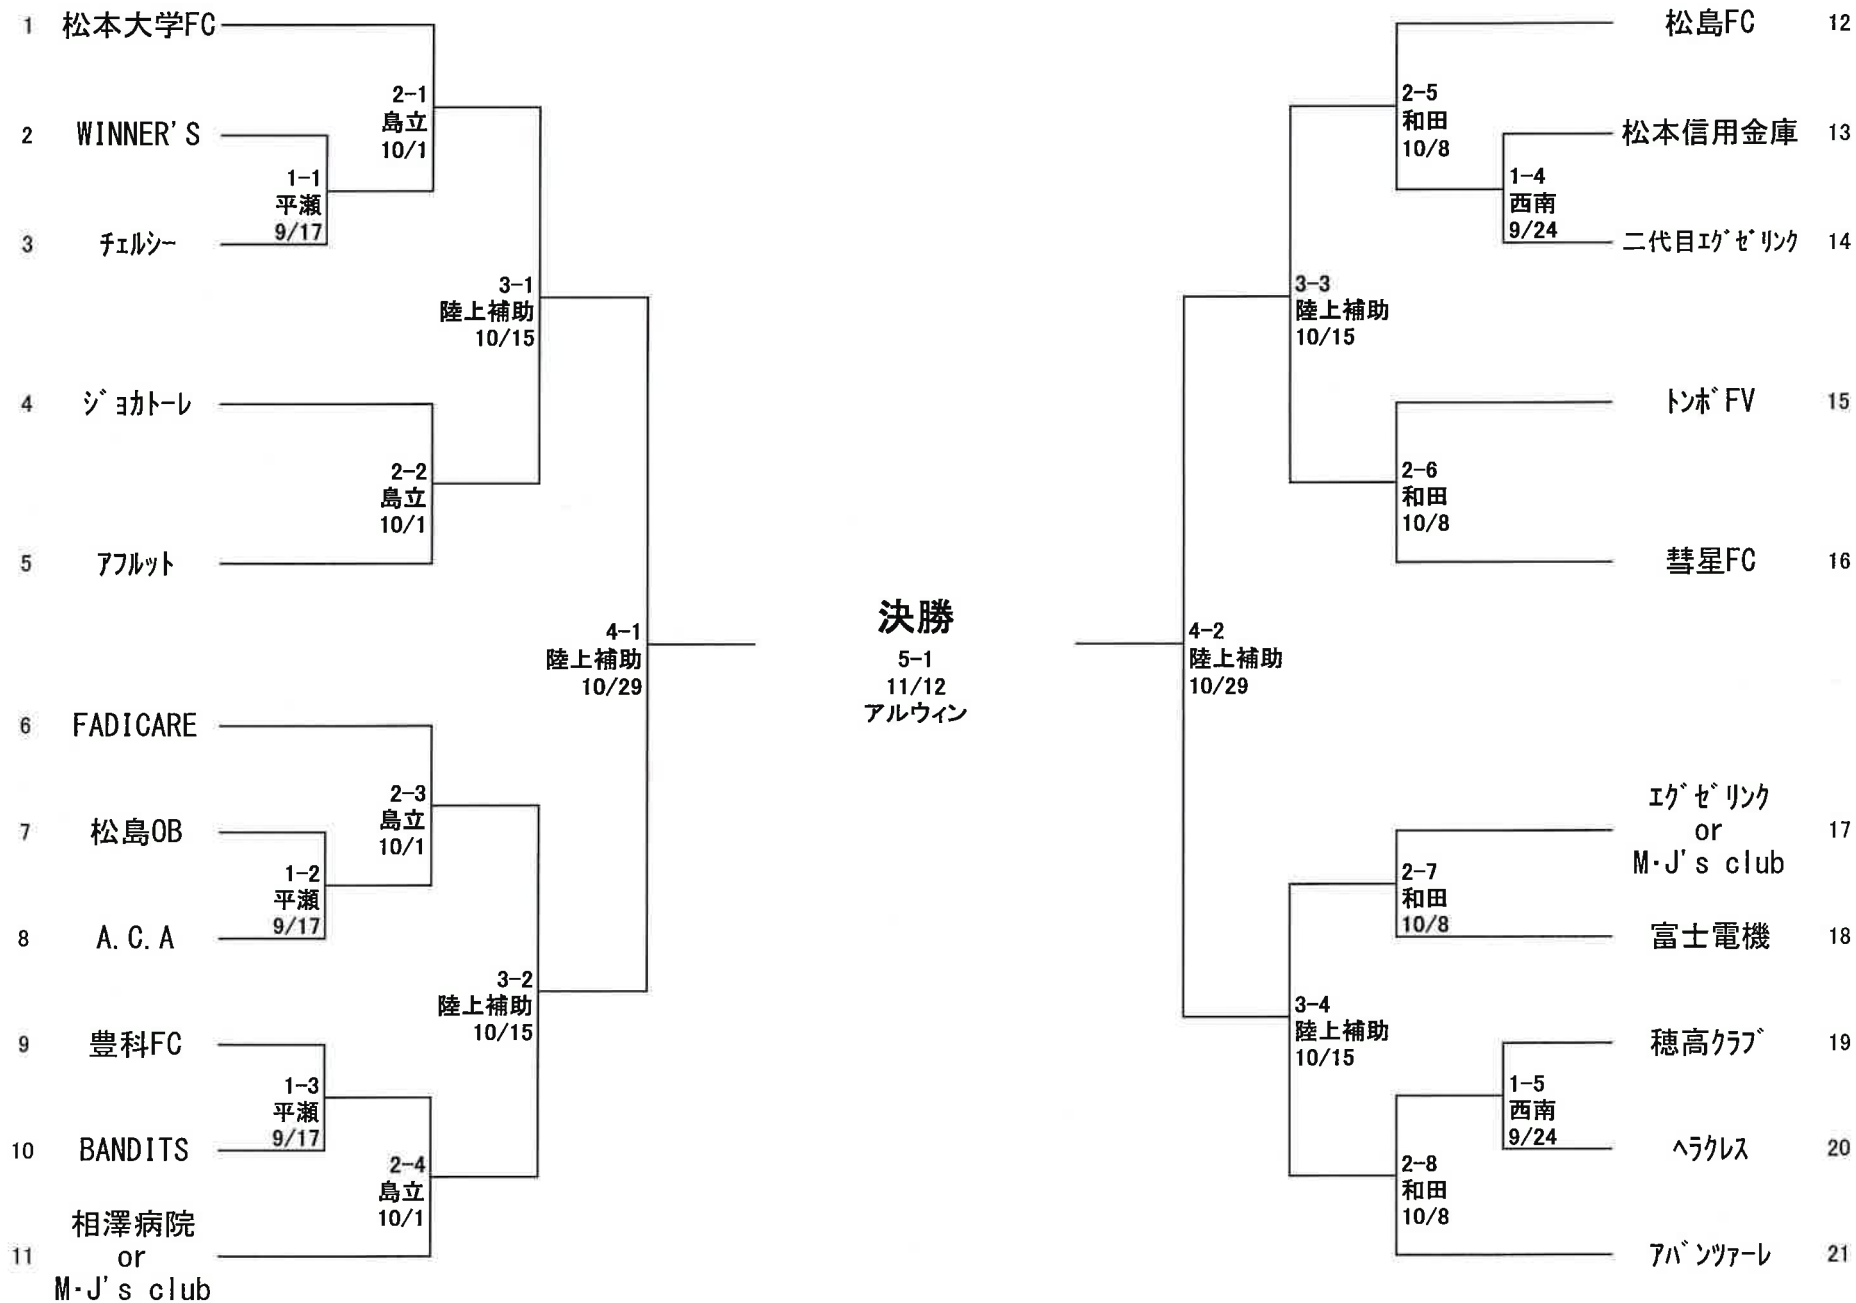 1 松本大学FC
2-1
島立
10/1
2 WINNER'S
1-1
平瀬
9/17
3 ﾁｪﾙｼｰ
3-1
陸上補助
10/15
4 ｼﾞｮｶﾄｰﾚ
2-2
島立
10/1
5 ｱﾌﾙｯﾄ
4-1
陸上補助
10/29
6 FADICARE
2-3
島立
10/1
7 松島OB
1-2
平瀬
9/17
8 A.C.A
3-2
陸上補助
10/15
9 豊科FC
1-3
平瀬
9/17
10 BANDITS
2-4
島立
10/1
11 相澤病院
or
M・J's club
決勝
5-1
11/12
アルウィン
松島FC 12
2-5
和田
10/8
松本信用金庫 13
1-4
西南
9/24
二代目ｴｸﾞｾﾞﾘﾝｸ 14
3-3
陸上補助
10/15
ﾄﾝﾎﾞFV 15
2-6
和田
10/8
彗星FC 16
4-2
陸上補助
10/29
ｴｸﾞｾﾞﾘﾝｸ
or 17
M・J's club
2-7
和田
10/8
富士電機 18
3-4
陸上補助
10/15
穂高ｸﾗﾌﾞ 19
1-5
西南
9/24
ﾍﾗｸﾚｽ 20
2-8
和田
10/8
ｱﾊﾞﾝﾂｧｰﾚ 21